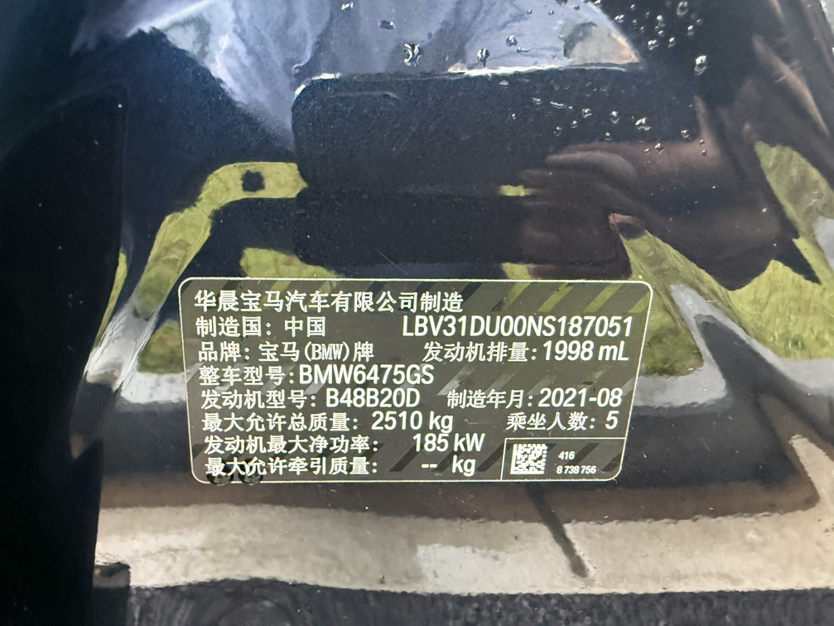 华晨宝马汽车有限公司制造
制造国：中国 LBV31DU00NS187051
品牌：宝马(BMW)牌 发动机排量：1998 mL
整车型号：BMW6475GS
发动机型号：B48B20D 制造年月：2021-08
最大允许总质量：2510 kg 乘坐人数：5
发动机最大净功率：185 kW
最大允许牵引质量：-- kg
416
8 738 756